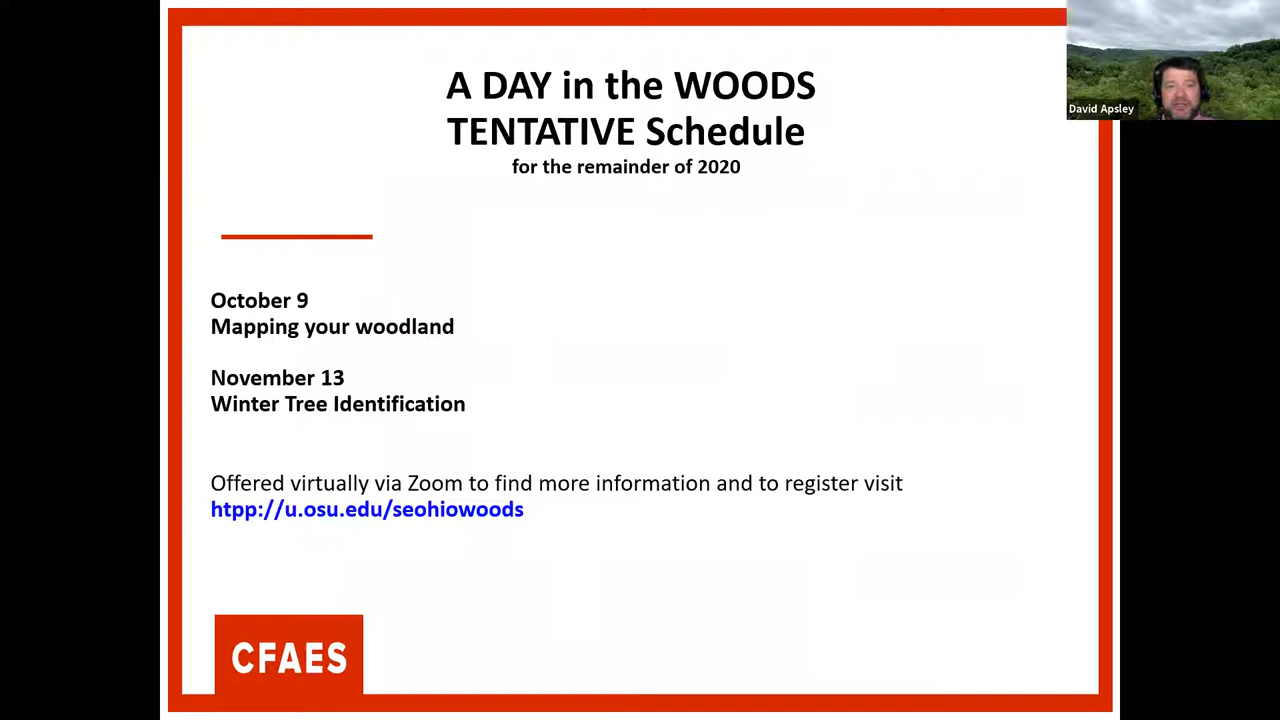 A DAY in the WOODS
TENTATIVE Schedule
for the remainder of 2020
David Apsley
October 9
Mapping your woodland
November 13
Winter Tree Identification
Offered virtually via Zoom to find more information and to register visit
htpp://u.osu.edu/seohiowoods
CFAES